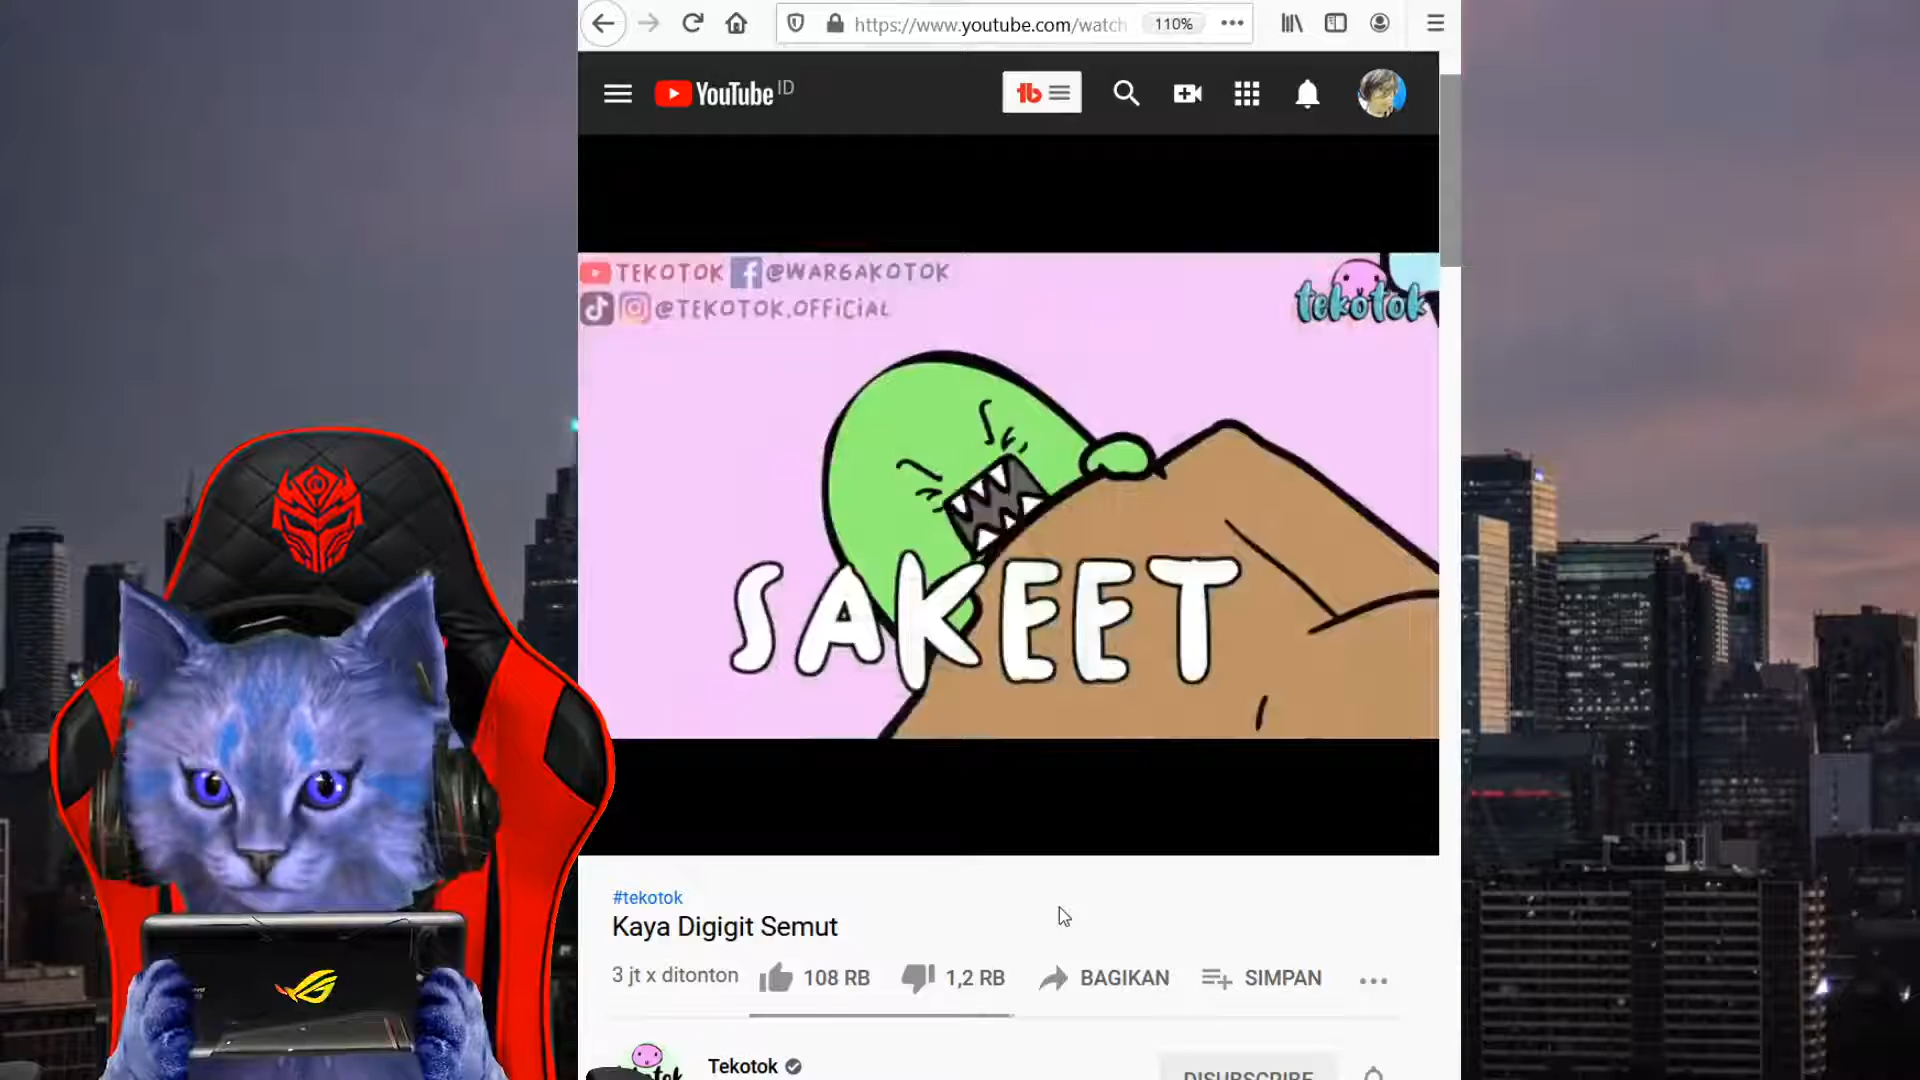 https://www.youtube.com/watch
110%
YouTube ID
TEKOTOK @WARGAKOTOK
@TEKOTOK.OFFiCiAL
tekotok
SAKEET
#tekotok
Kaya Digigit Semut
3 jt x ditonton 108 RB 1,2 RB BAGIKAN SIMPAN
Tekotok
DISUBSCRIBE